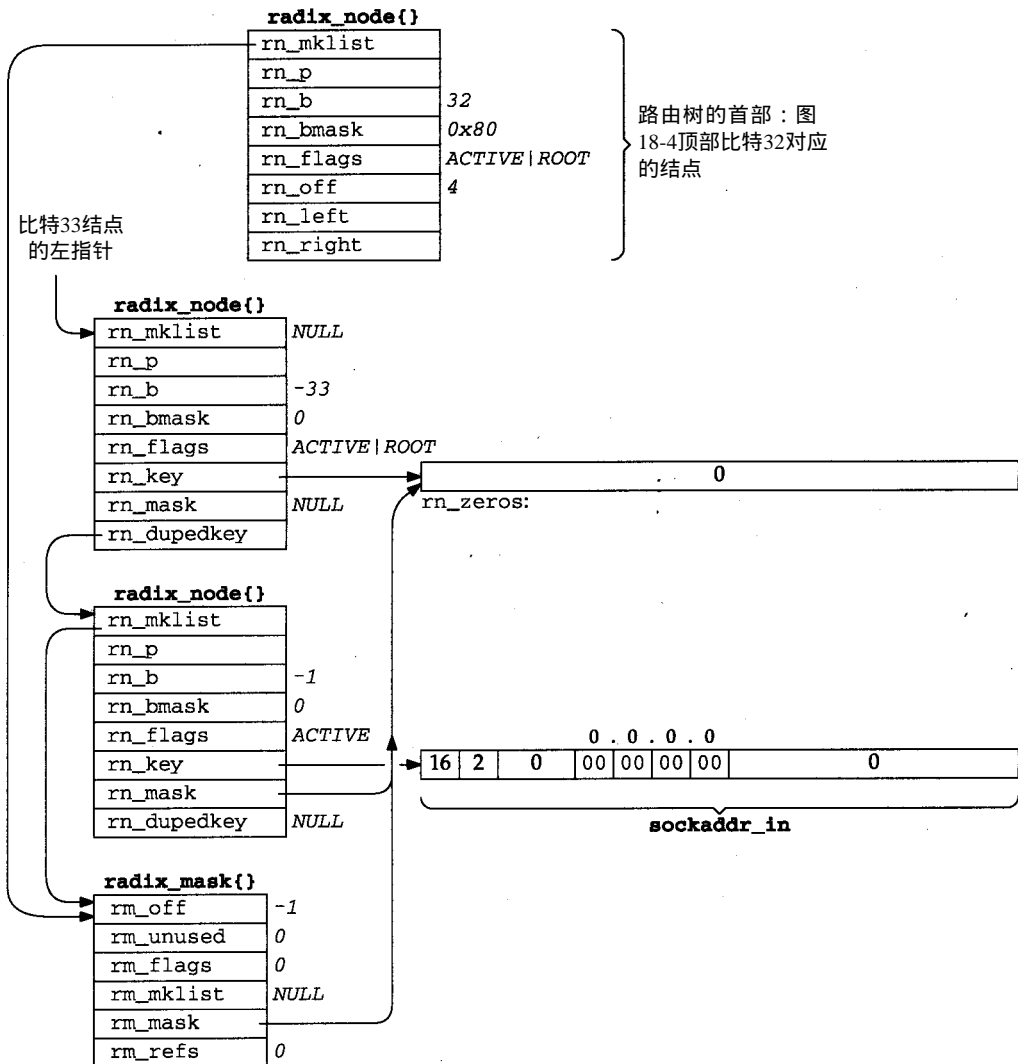 radix_node{}
rn_mklist
rn_p
rn_b 32
rn_bmask 0x80
rn_flags ACTIVE|ROOT
rn_off 4
rn_left
rn_right
路由树的首部：图
18-4顶部比特32对应
的结点
比特33结点
的左指针
radix_node{}
rn_mklist NULL
rn_p
rn_b -33
rn_bmask 0
rn_flags ACTIVE|ROOT
rn_key
rn_mask NULL
rn_dupedkey
0
rn_zeros:
radix_node{}
rn_mklist
rn_p
rn_b -1
rn_bmask 0
rn_flags ACTIVE
rn_key
rn_mask
rn_dupedkey NULL
0 . 0 . 0 . 0
16 2 0 00 00 00 00 0
sockaddr_in
radix_mask{}
rm_off -1
rm_unused 0
rm_flags 0
rm_mklist NULL
rm_mask
rm_refs 0